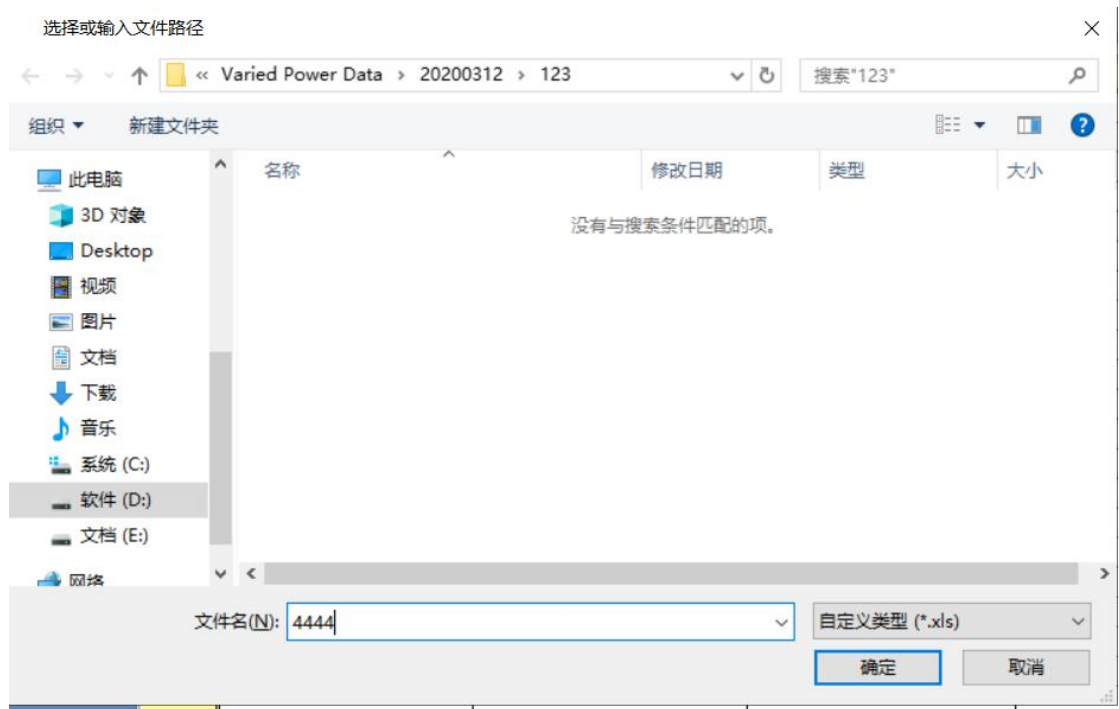 选择或输入文件路径
« Varied Power Data › 20200312 › 123
搜索"123"
组织
新建文件夹
名称
修改日期
类型
大小
没有与搜索条件匹配的项。
此电脑
3D 对象
Desktop
视频
图片
文档
下载
音乐
系统 (C:)
软件 (D:)
文档 (E:)
网络
文件名(N):
4444
自定义类型 (*.xls)
确定
取消